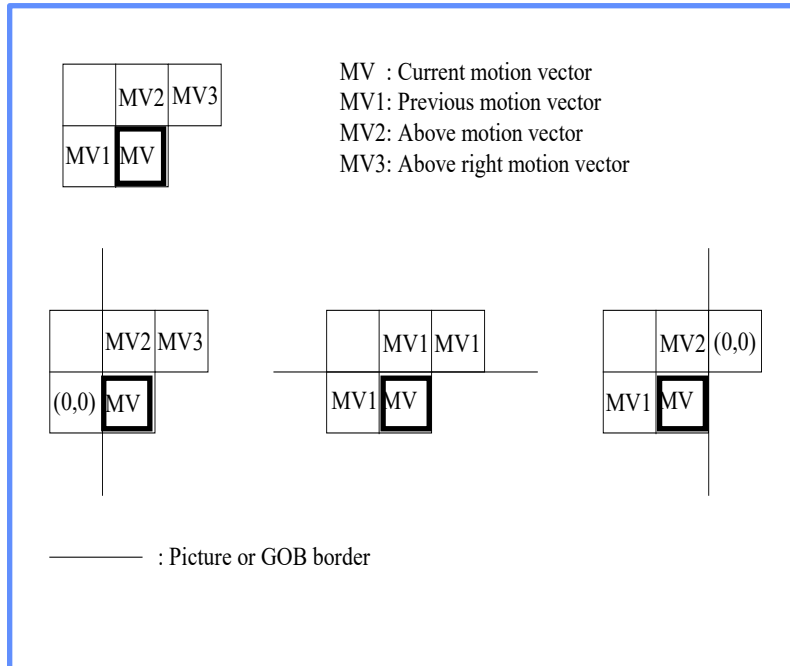 MV : Current motion vector
MV2 MV3
MV1: Previous motion vector
MV2: Above motion vector
MV1 MV
MV3: Above right motion vector
MV2 MV3
MV1 MV1
MV2 (0,0)
(0,0) MV
MV1 MV
MV1 MV
: Picture or GOB border